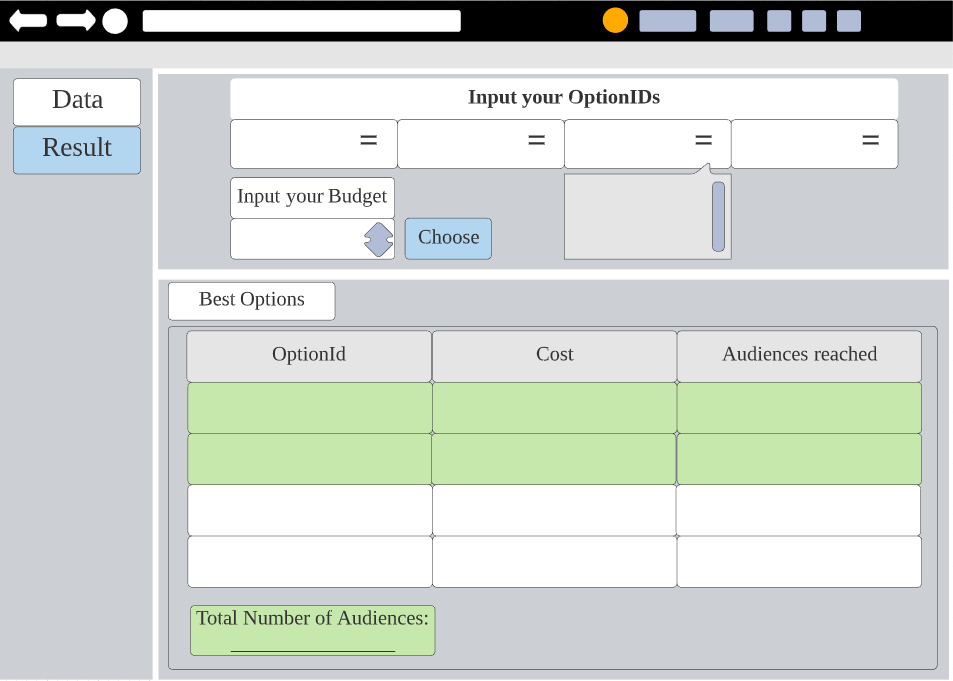 Data
Result
Input your OptionIDs
Input your Budget
Choose
Best Options
OptionId Cost Audiences reached
Total Number of Audiences: